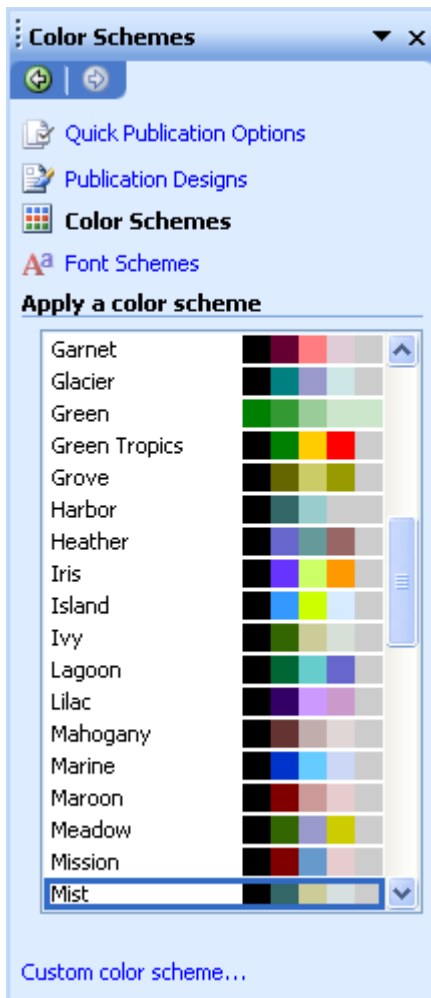 Color Schemes
Quick Publication Options
Publication Designs
Color Schemes
Font Schemes
Apply a color scheme
Garnet
Glacier
Green
Green Tropics
Grove
Harbor
Heather
Iris
Island
Ivy
Lagoon
Lilac
Mahogany
Marine
Maroon
Meadow
Mission
Mist
Custom color scheme...